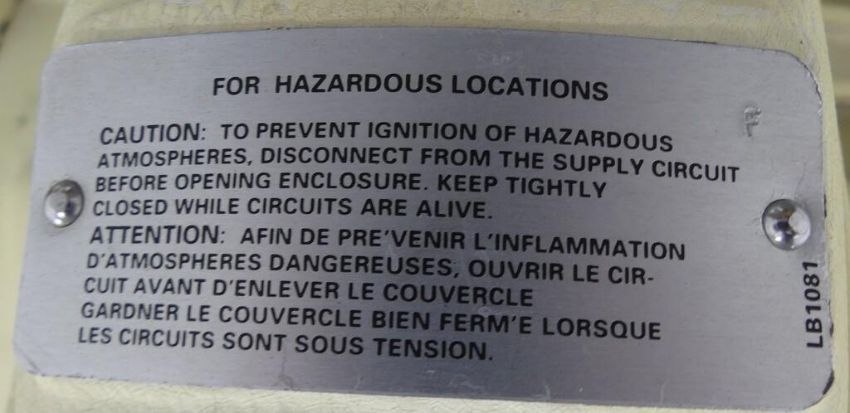 FOR HAZARDOUS LOCATIONS
CAUTION: TO PREVENT IGNITION OF HAZARDOUS
ATMOSPHERES, DISCONNECT FROM THE SUPPLY CIRCUIT
BEFORE OPENING ENCLOSURE. KEEP TIGHTLY
CLOSED WHILE CIRCUITS ARE ALIVE.
ATTENTION: AFIN DE PRE'VENIR L'INFLAMMATION
D'ATMOSPHERES DANGEREUSES, OUVRIR LE CIR-
CUIT AVANT D'ENLEVER LE COUVERCLE
GARDNER LE COUVERCLE BIEN FERM'E LORSQUE
LES CIRCUITS SONT SOUS TENSION.
LB1081